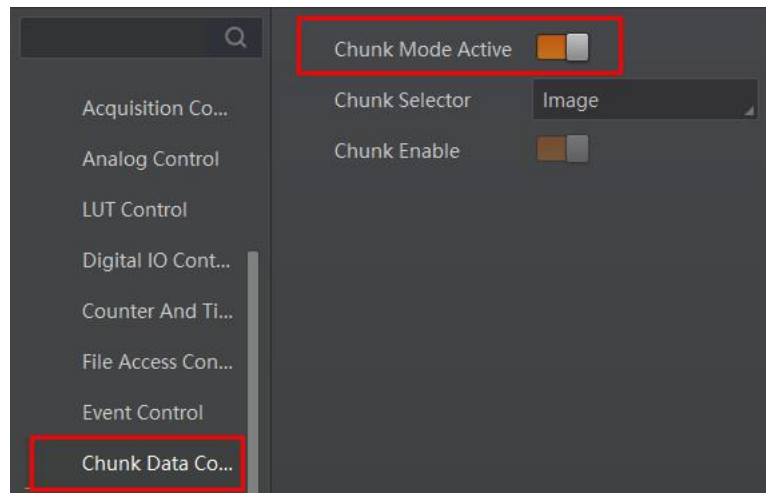 Acquisition Co...
Analog Control
LUT Control
Digital IO Cont...
Counter And Ti...
File Access Con...
Event Control
Chunk Data Co...
Chunk Mode Active
Chunk Selector Image
Chunk Enable